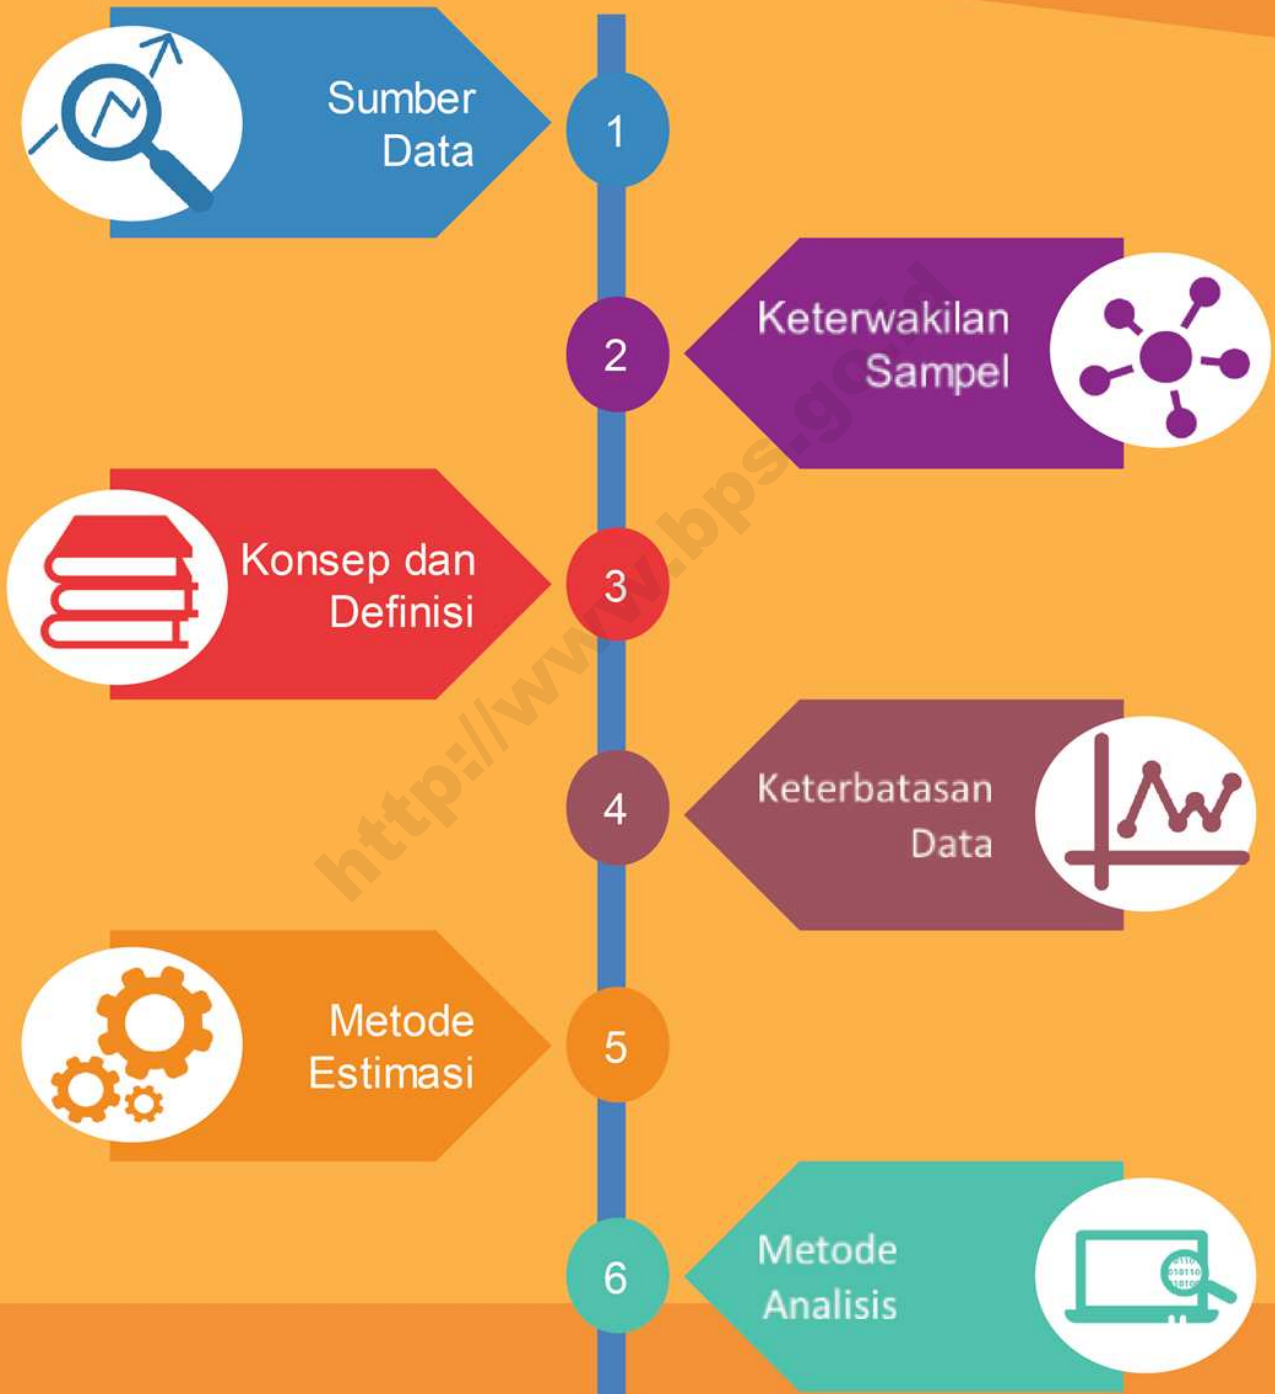 Sumber
Data
1
2
Keterwakilan
Sampel
Konsep dan
Definisi
3
4
Keterbatasan
Data
Metode
Estimasi
5
6
Metode
Analisis
http://www.bps.go.id